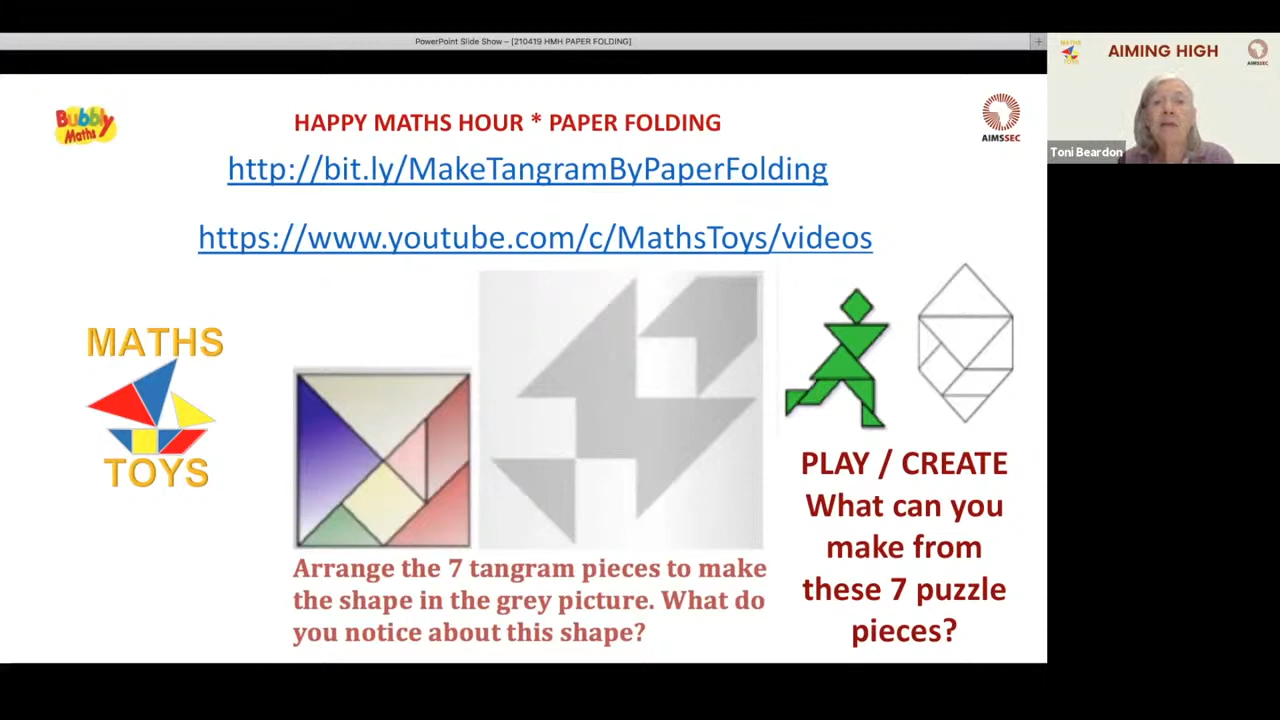 PowerPoint Slide Show – [210419 HMH PAPER FOLDING]
MATHS
TOYS
AIMING HIGH
AIMSSEC
Toni Beardon
Bubbly
Maths
HAPPY MATHS HOUR * PAPER FOLDING
AIMSSEC
http://bit.ly/MakeTangramByPaperFolding
https://www.youtube.com/c/MathsToys/videos
MATHS
TOYS
Arrange the 7 tangram pieces to make
the shape in the grey picture. What do
you notice about this shape?
PLAY / CREATE
What can you
make from
these 7 puzzle
pieces?